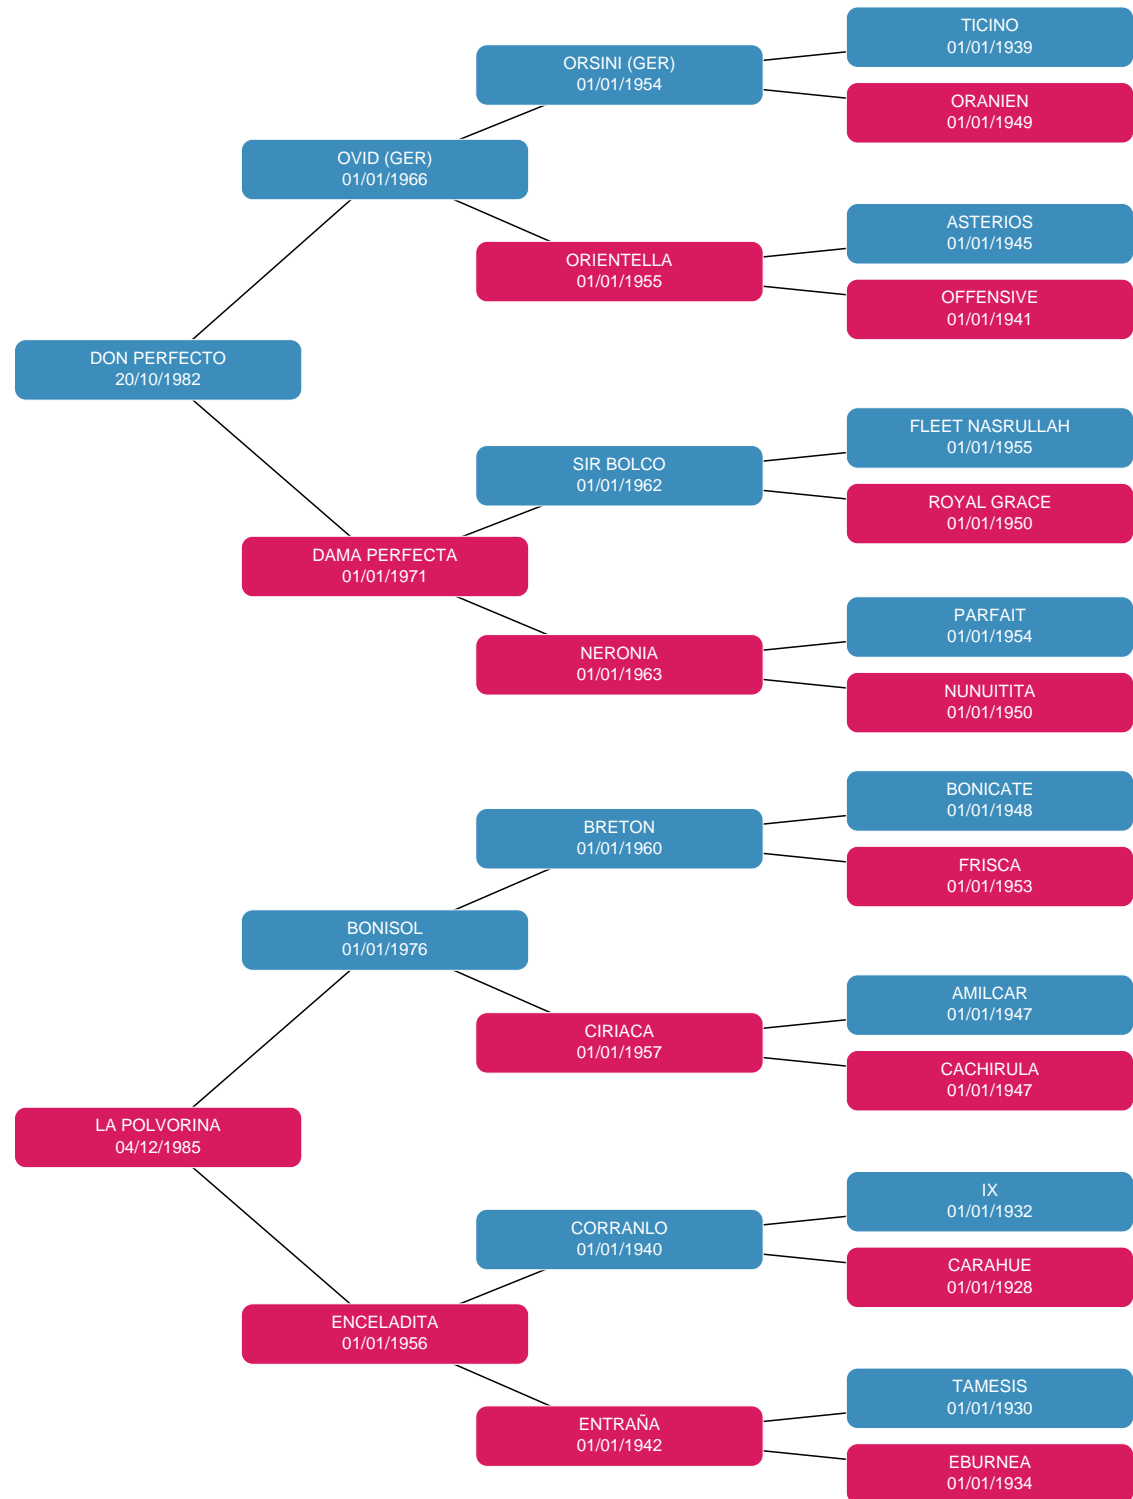 TICINO
01/01/1939
ORSINI (GER)
01/01/1954
ORANIEN
01/01/1949
OVID (GER)
01/01/1966
ASTERIOS
01/01/1945
ORIENTELLA
01/01/1955
OFFENSIVE
01/01/1941
DON PERFECTO
20/10/1982
FLEET NASRULLAH
01/01/1955
SIR BOLCO
01/01/1962
ROYAL GRACE
01/01/1950
DAMA PERFECTA
01/01/1971
PARFAIT
01/01/1954
NERONIA
01/01/1963
NUNUITITA
01/01/1950
BONICATE
01/01/1948
BRETON
01/01/1960
FRISCA
01/01/1953
BONISOL
01/01/1976
AMILCAR
01/01/1947
CIRIACA
01/01/1957
CACHIRULA
01/01/1947
LA POLVORINA
04/12/1985
IX
01/01/1932
CORRANLO
01/01/1940
CARAHUE
01/01/1928
ENCELADITA
01/01/1956
TAMESIS
01/01/1930
ENTRAÑA
01/01/1942
EBURNEA
01/01/1934